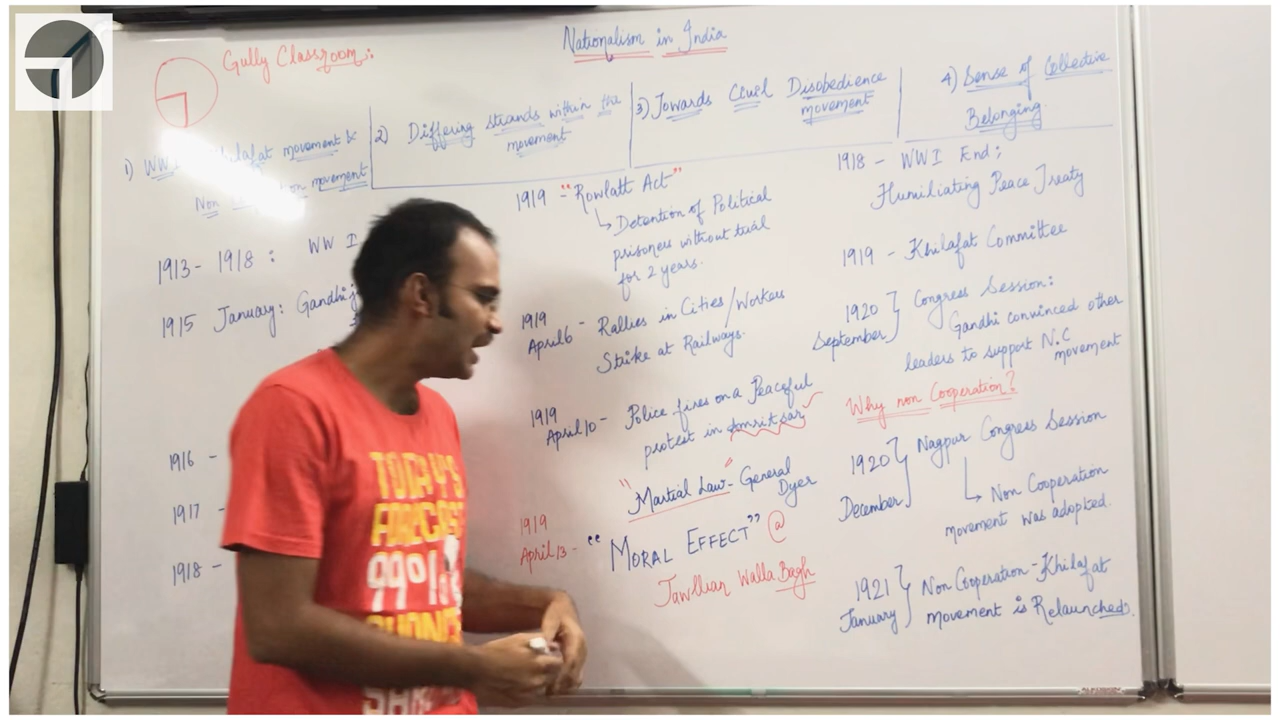 Nationalism in India
Gully Classroom:
1) WWI Khilafat movement &
Non movement
2) Differing strands within the
movement
3) Towards Civil Disobedience
movement
4) Sense of Collective
Belonging
1913 - 1918 : WW I
1915 January: Gandhij
1916 -
1917 -
1918 -
1919 - "Rowlatt Act"
↳ Detention of Political
prisoners without trial
for 2 years.
1919
April 6 - Rallies in Cities/Workers
Strike at Railways.
1919
April 10 - Police fires on a Peaceful
protest in Amritsar
"Martial Law" - General
Dyer
1919
April 13 - "MORAL EFFECT" @
Jawllian Walla Bagh
1918 - WWI End;
Humiliating Peace Treaty
1919 - Khilafat Committee
1920
September } Congress Session:
Gandhi convinced other
leaders to support N.C
movement
Why non Cooperation?
1920
December } Nagpur Congress Session
↳ Non Cooperation
movement was adopted.
1921
January } Non Cooperation - Khilafat
movement is Relaunched.
TODAY'S
FORECAST
99%